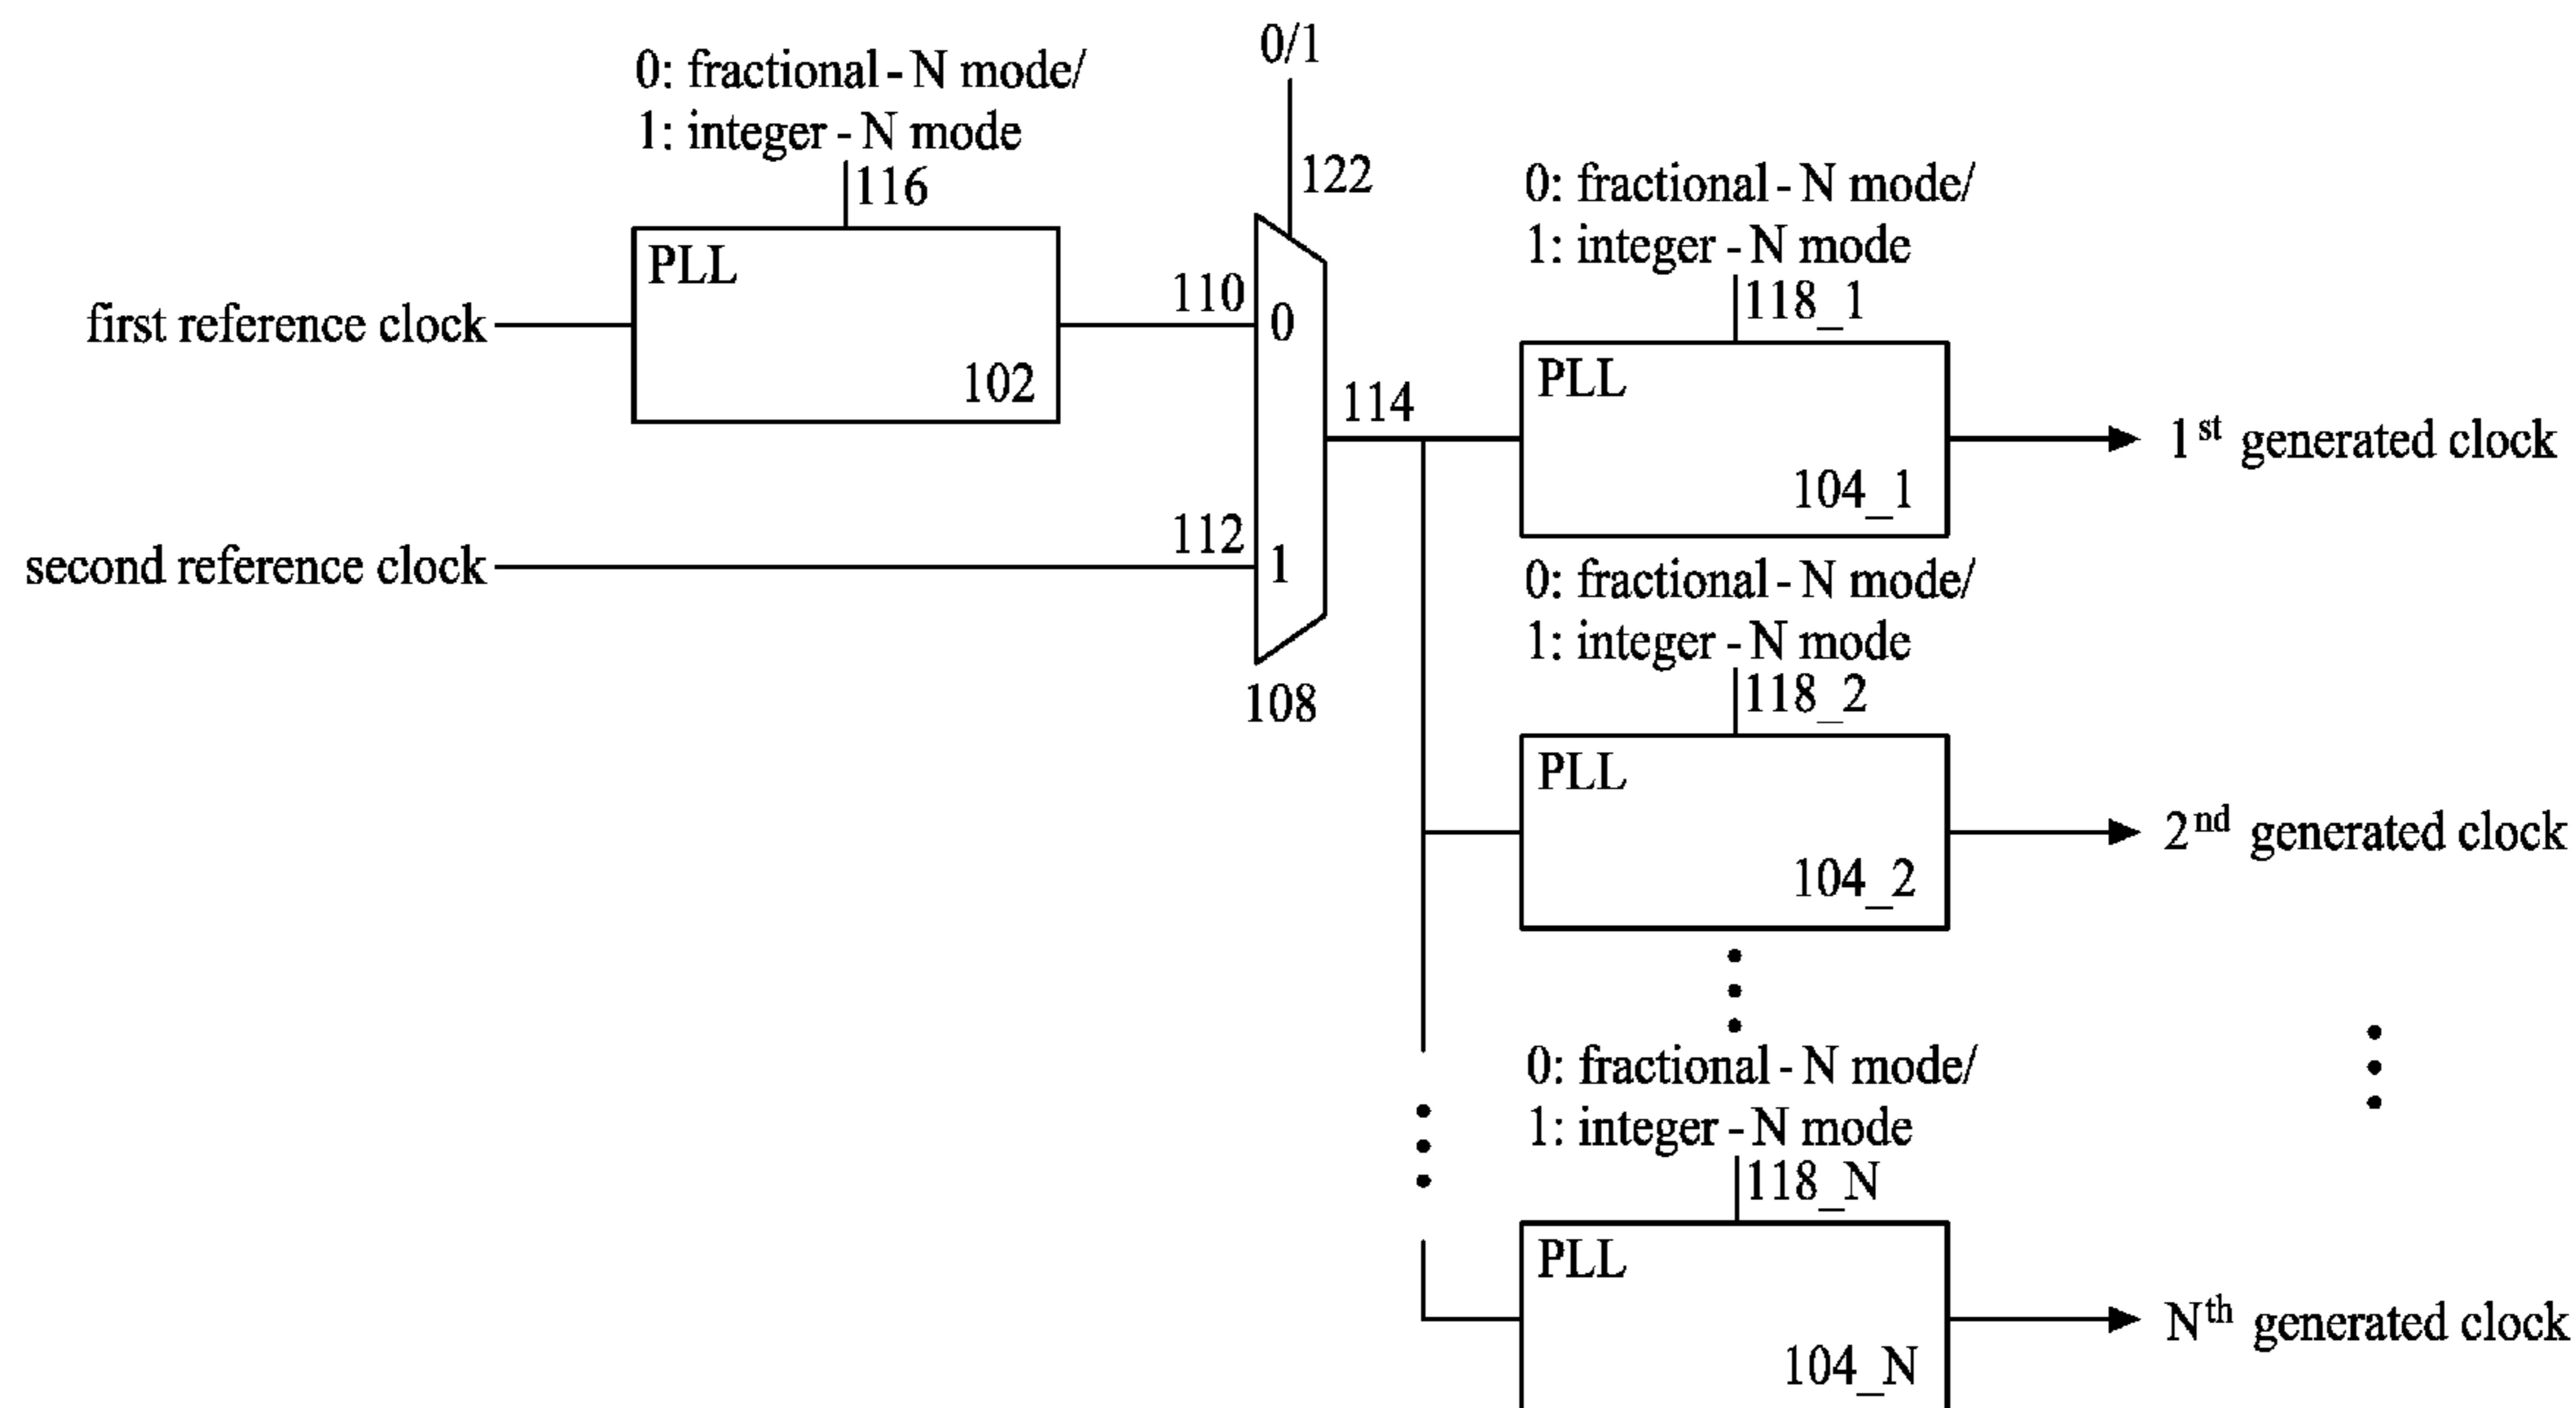 0/1
0: fractional-N mode/
1: integer-N mode
116
122
PLL
102
first reference clock
110
0
114
second reference clock
112
1
108
0: fractional-N mode/
1: integer-N mode
118_1
PLL
104_1
1st generated clock
0: fractional-N mode/
1: integer-N mode
118_2
PLL
104_2
2nd generated clock
0: fractional-N mode/
1: integer-N mode
118_N
PLL
104_N
Nth generated clock